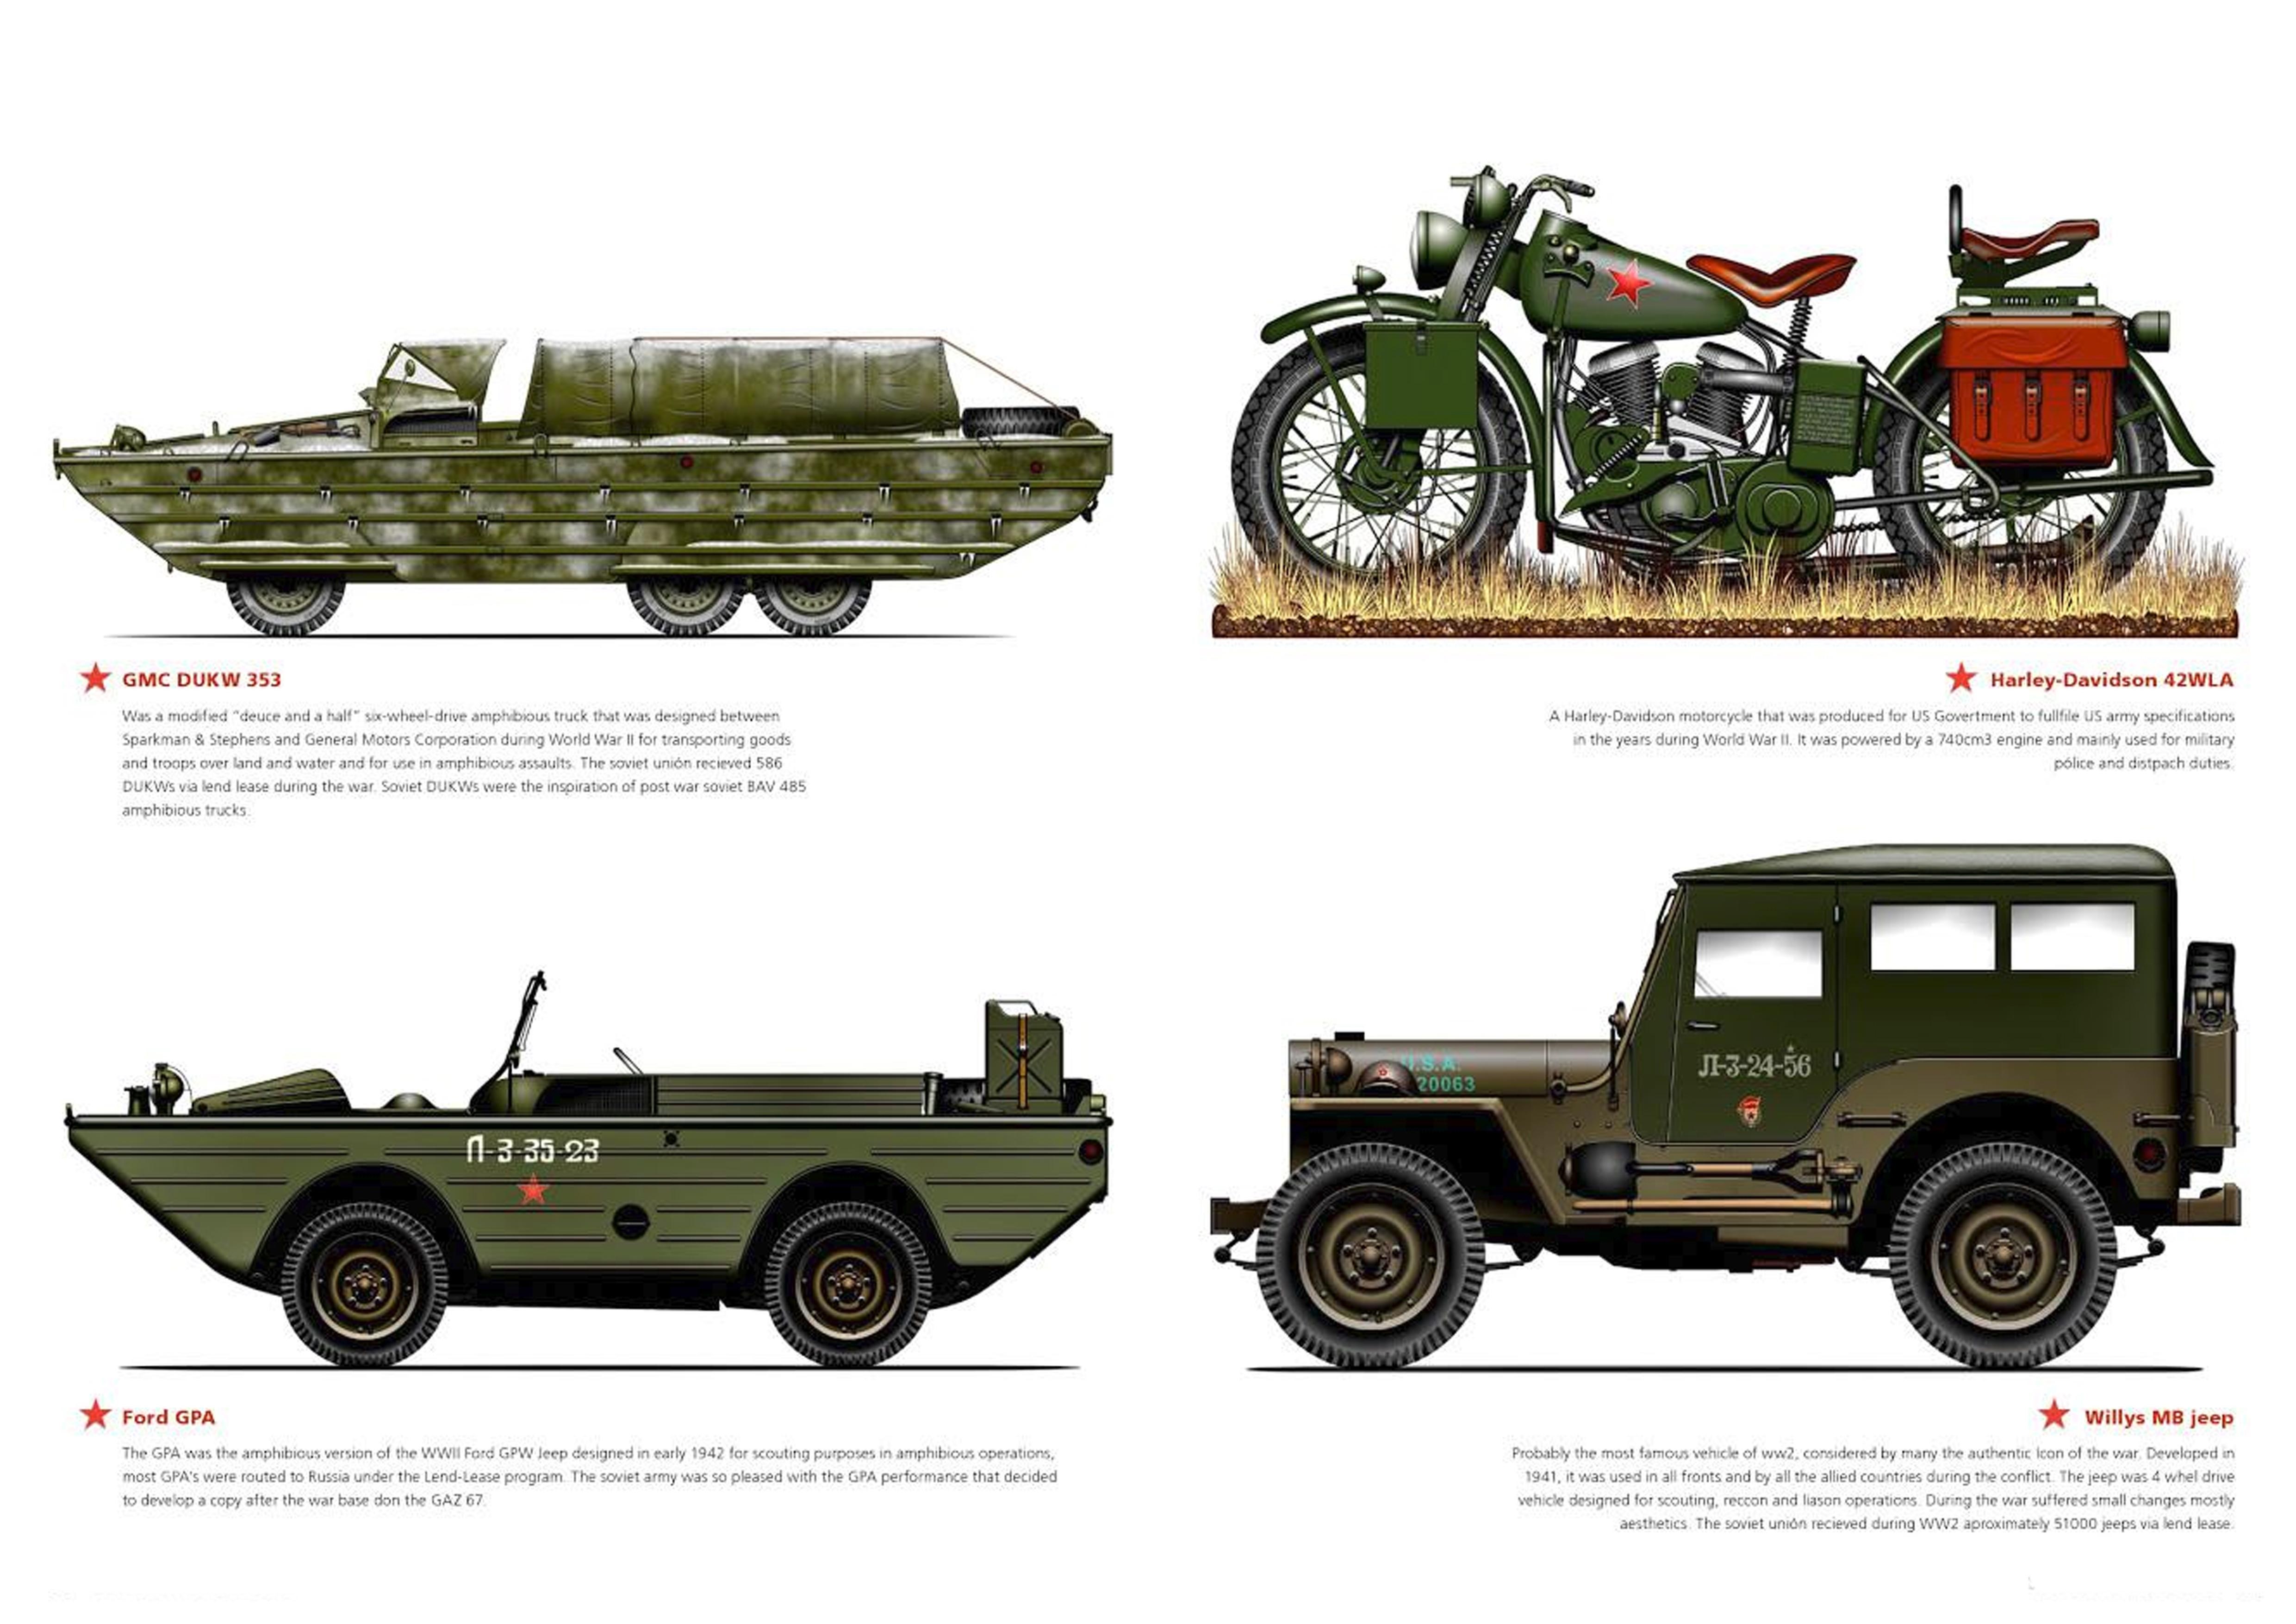 GMC DUKW 353
Was a modified "deuce and a half" six-wheel-drive amphibious truck that was designed between
Sparkman & Stephens and General Motors Corporation during World War II for transporting goods
and troops over land and water and for use in amphibious assaults. The soviet unión recieved 586
DUKWs via lend lease during the war. Soviet DUKWs were the inspiration of post war soviet BAV 485
amphibious trucks.
Harley-Davidson 42WLA
A Harley-Davidson motorcycle that was produced for US Govertment to fullfile US army specifications
in the years during World War II. It was powered by a 740cm3 engine and mainly used for military
pólice and distpach duties.
Л-3-35-23
Ford GPA
The GPA was the amphibious version of the WWII Ford GPW Jeep designed in early 1942 for scouting purposes in amphibious operations,
most GPA's were routed to Russia under the Lend-Lease program. The soviet army was so pleased with the GPA performance that decided
to develop a copy after the war base don the GAZ 67.
U.S.A.
20063
Л-3-24-56
Willys MB jeep
Probably the most famous vehicle of ww2, considered by many the authentic Icon of the war. Developed in
1941, it was used in all fronts and by all the allied countries during the conflict. The jeep was 4 whel drive
vehicle designed for scouting, reccon and liason operations. During the war suffered small changes mostly
aesthetics. The soviet unión recieved during WW2 aproximately 51000 jeeps via lend lease.